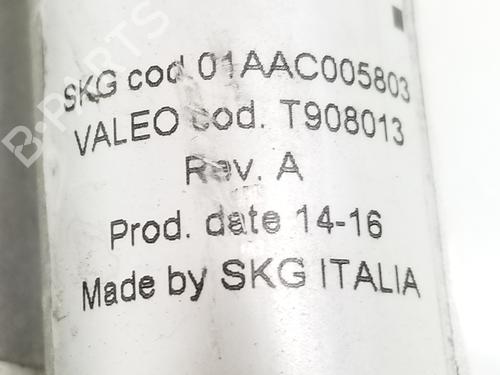 SKG cod 01AAC005803
VALEO cod. T908013
Rev. A
Prod. date 14-16
Made by SKG ITALIA
B-PARTS